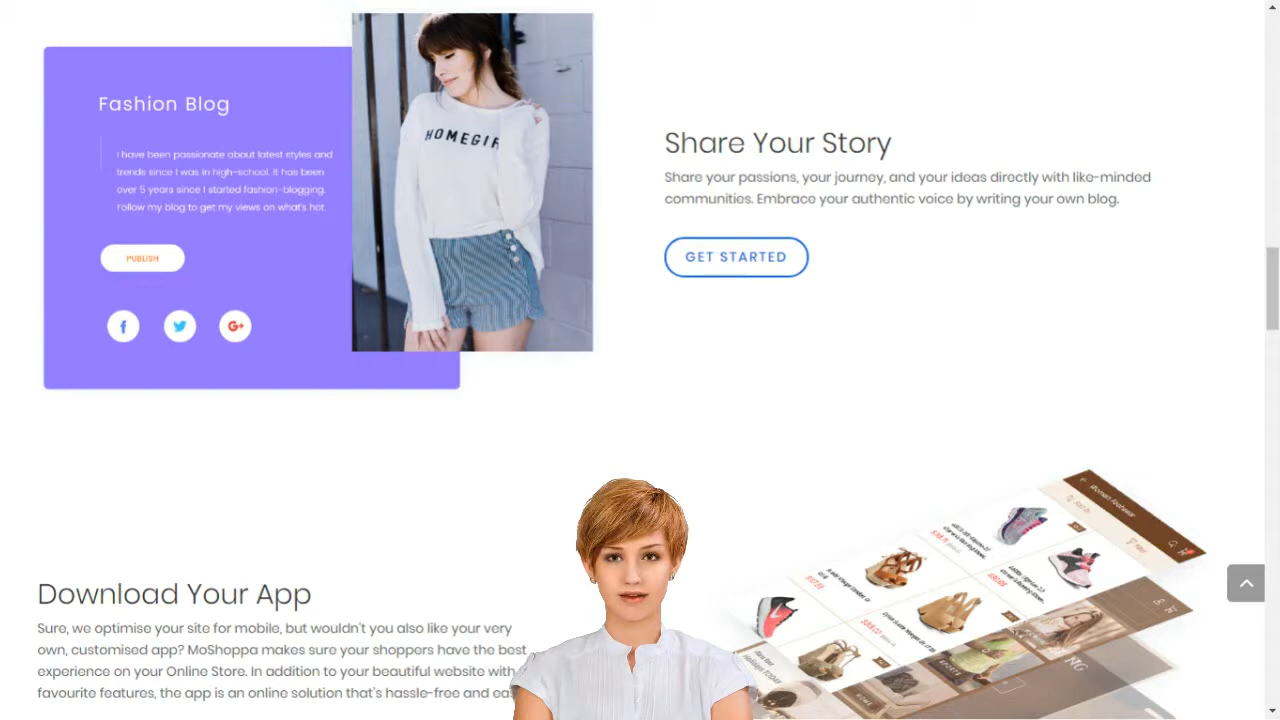 Fashion Blog
I have been passionate about latest styles and
trends since I was in high-school. It has been
over 5 years since I started fashion-blogging.
Follow my blog to get my views on what's hot.
PUBLISH
HOMEGIR
Share Your Story
Share your passions, your journey, and your ideas directly with like-minded
communities. Embrace your authentic voice by writing your own blog.
GET STARTED
Download Your App
Sure, we optimise your site for mobile, but wouldn't you also like your very
own, customised app? MoShoppa makes sure your shoppers have the best
experience on your Online Store. In addition to your beautiful website with
favourite features, the app is an online solution that's hassle-free and
Women Footwear